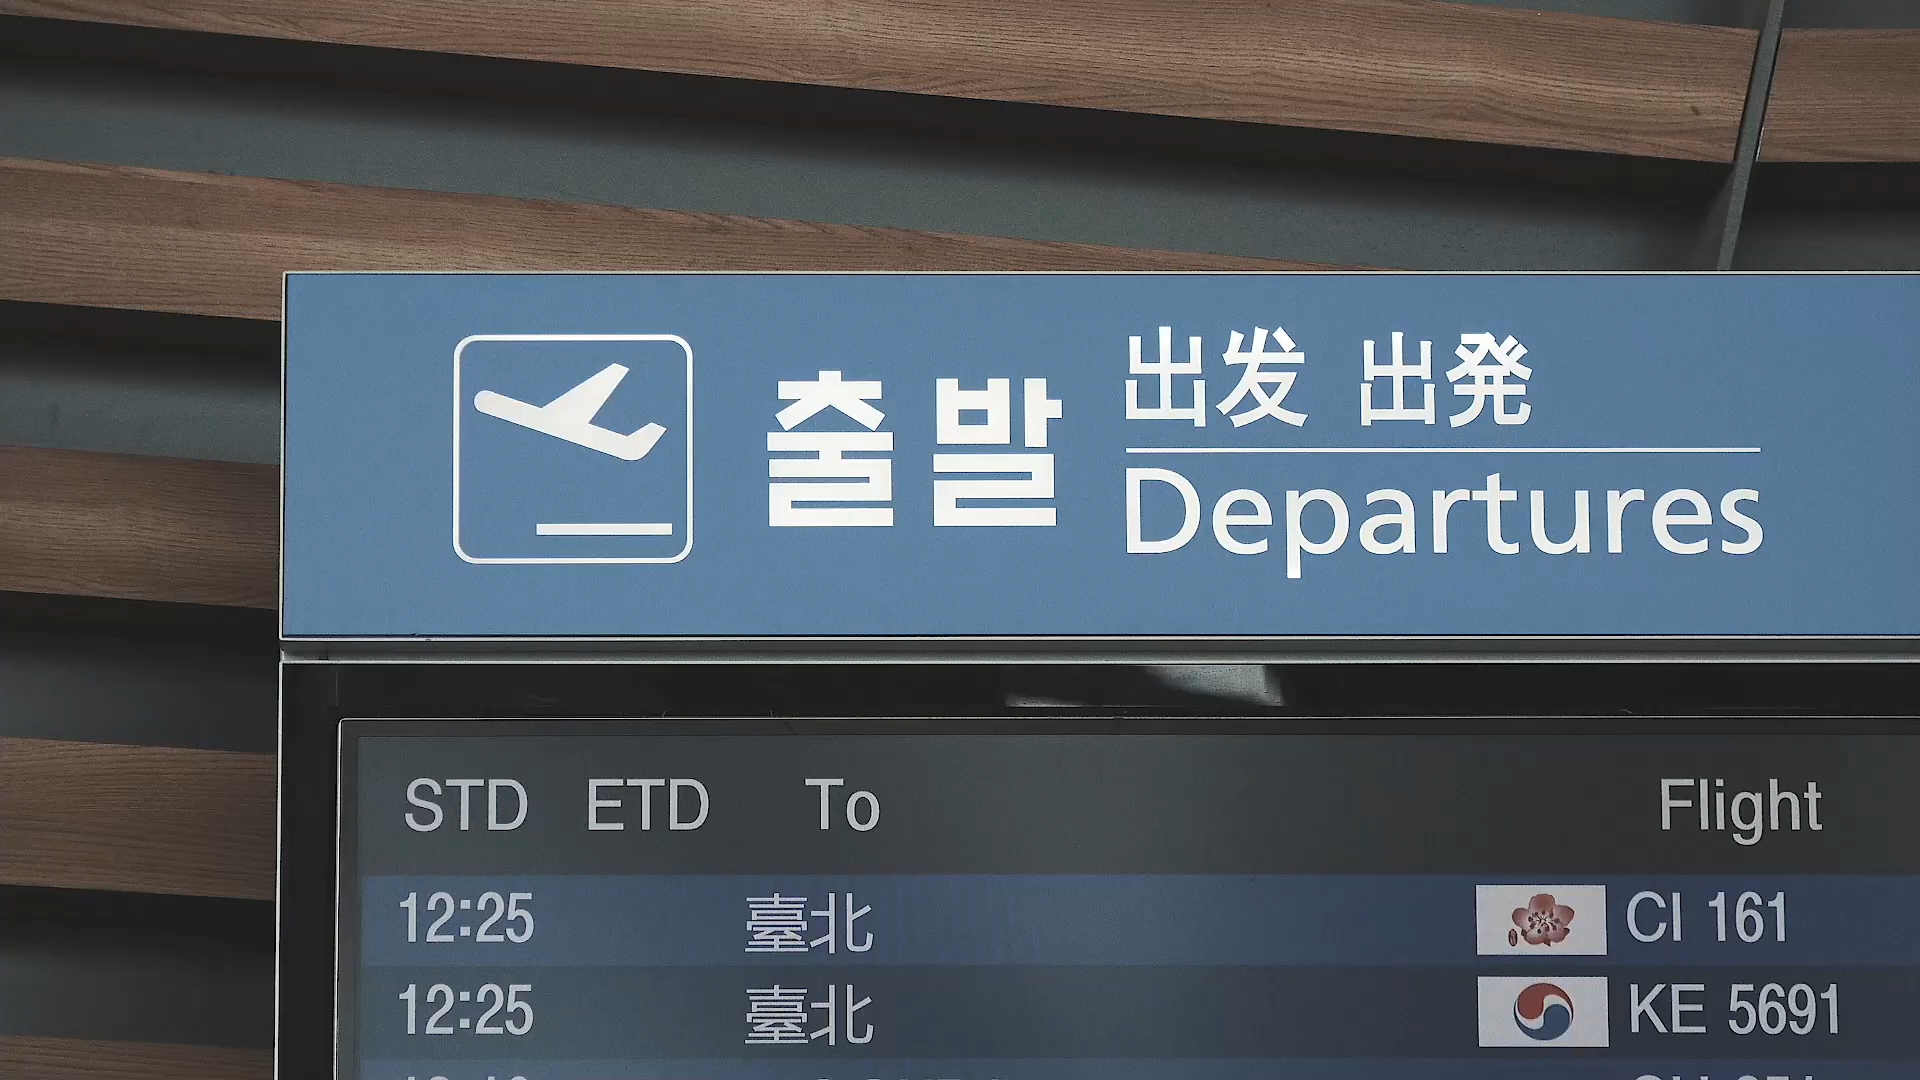 출발
出发 出発
Departures
STD ETD To Flight
12:25 臺北 CI 161
12:25 臺北 KE 5691